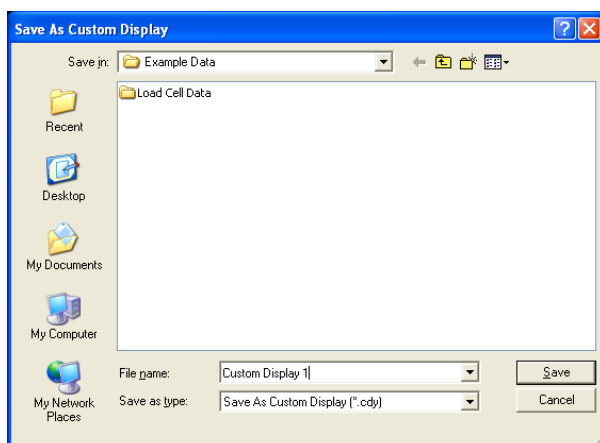 Save As Custom Display
Save in: Example Data
Load Cell Data
Recent
Desktop
My Documents
My Computer
My Network
Places
File name: Custom Display 1 Save
Save as type: Save As Custom Display (*.cdy) Cancel